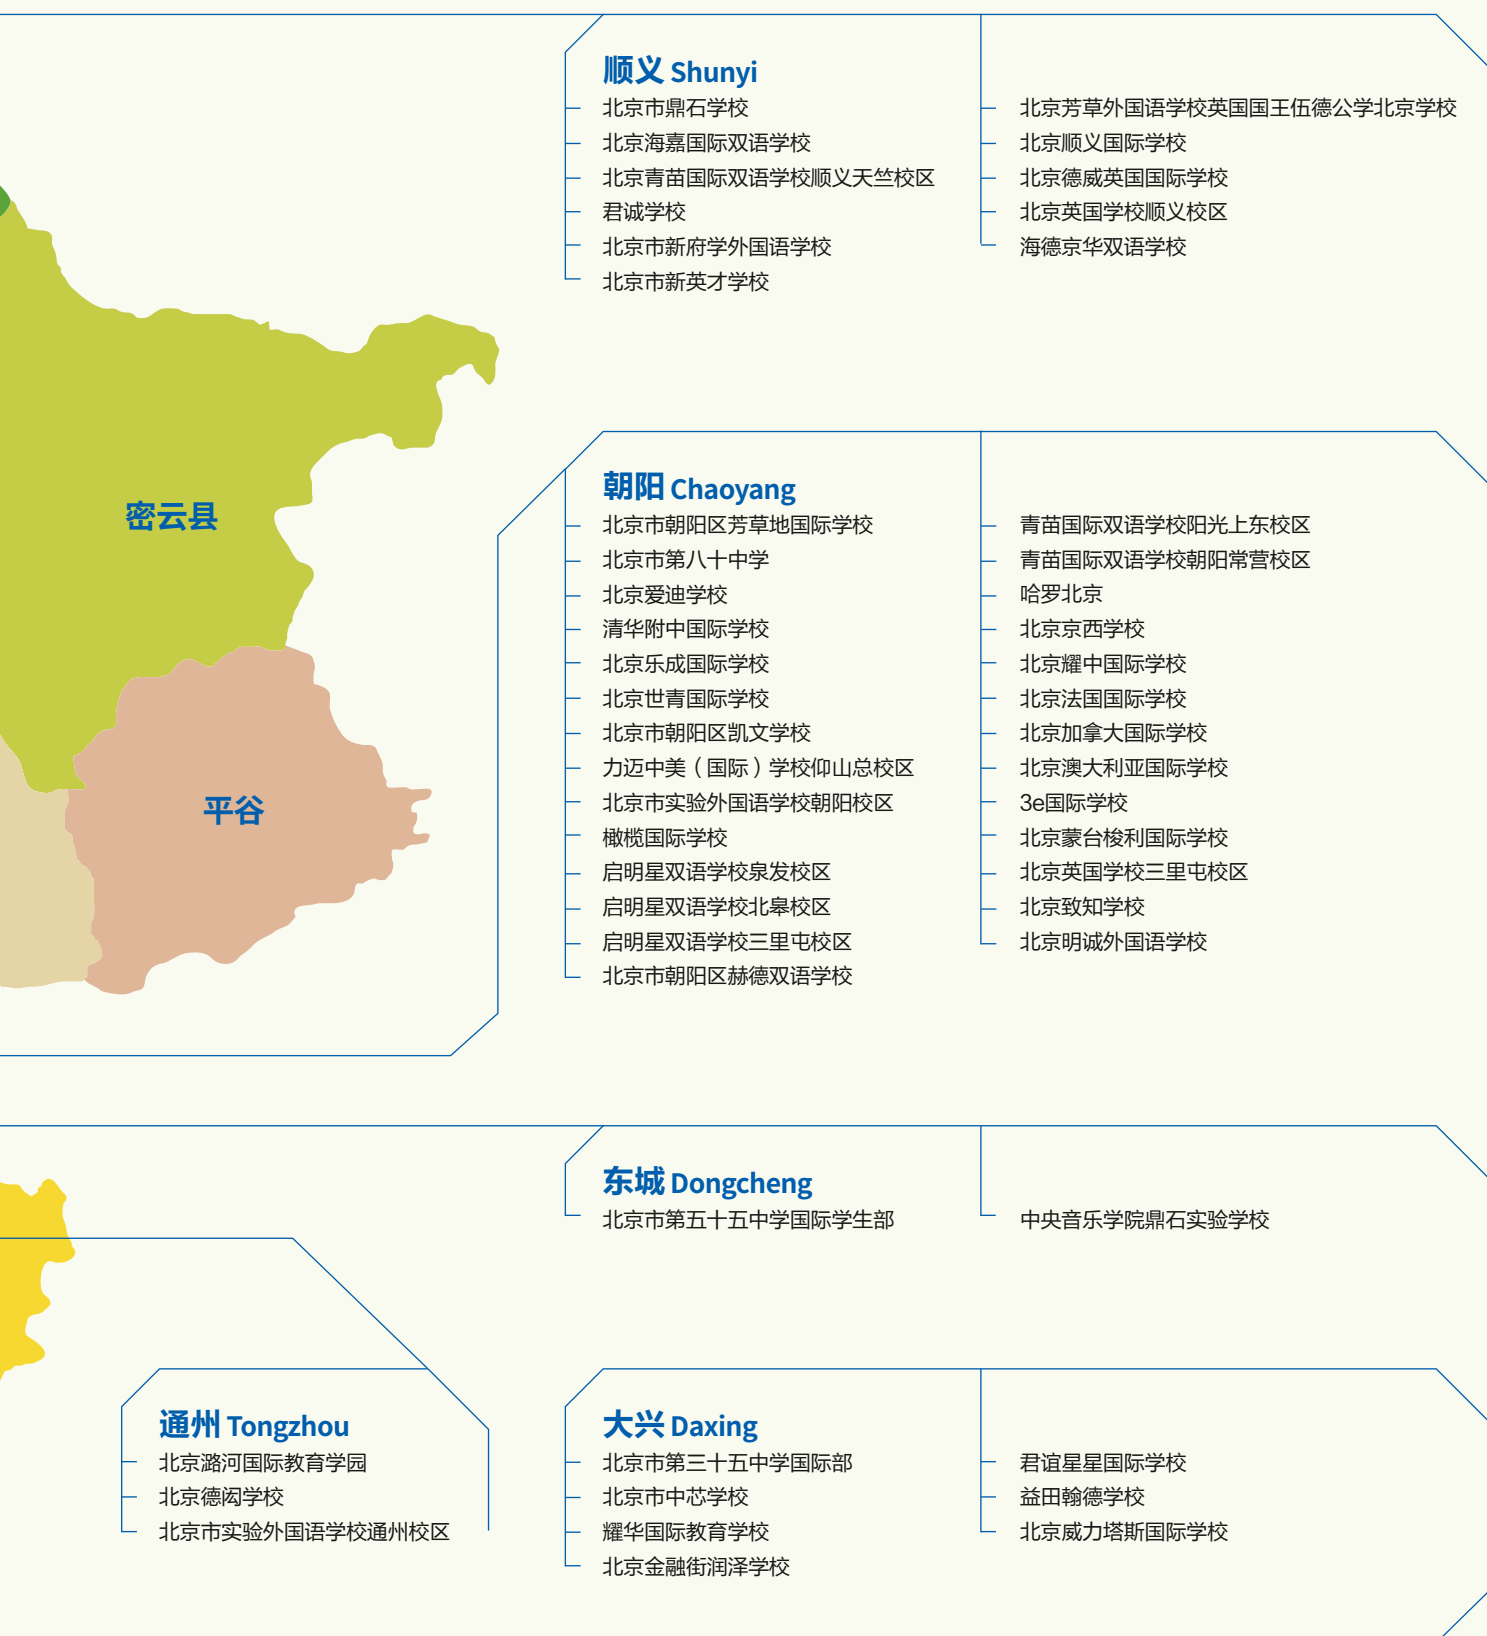 顺义 Shunyi
北京市鼎石学校
北京海嘉国际双语学校
北京青苗国际双语学校顺义天竺校区
君诚学校
北京市新府学外国语学校
北京市新英才学校
北京芳草外国语学校英国国王伍德公学北京学校
北京顺义国际学校
北京德威英国国际学校
北京英国学校顺义校区
海德京华双语学校
密云县
平谷
朝阳 Chaoyang
北京市朝阳区芳草地国际学校
北京市第八十中学
北京爱迪学校
清华附中国际学校
北京乐成国际学校
北京世青国际学校
北京市朝阳区凯文学校
力迈中美（国际）学校仰山总校区
北京市实验外国语学校朝阳校区
橄榄国际学校
启明星双语学校泉发校区
启明星双语学校北皋校区
启明星双语学校三里屯校区
北京市朝阳区赫德双语学校
青苗国际双语学校阳光上东校区
青苗国际双语学校朝阳常营校区
哈罗北京
北京京西学校
北京耀中国际学校
北京法国国际学校
北京加拿大国际学校
北京澳大利亚国际学校
3e国际学校
北京蒙台梭利国际学校
北京英国学校三里屯校区
北京致知学校
北京明诚外国语学校
东城 Dongcheng
北京市第五十五中学国际学生部
中央音乐学院鼎石实验学校
通州 Tongzhou
北京潞河国际教育学园
北京德闳学校
北京市实验外国语学校通州校区
大兴 Daxing
北京市第三十五中学国际部
北京市中芯学校
耀华国际教育学校
北京金融街润泽学校
君谊星星国际学校
益田翰德学校
北京威力塔斯国际学校